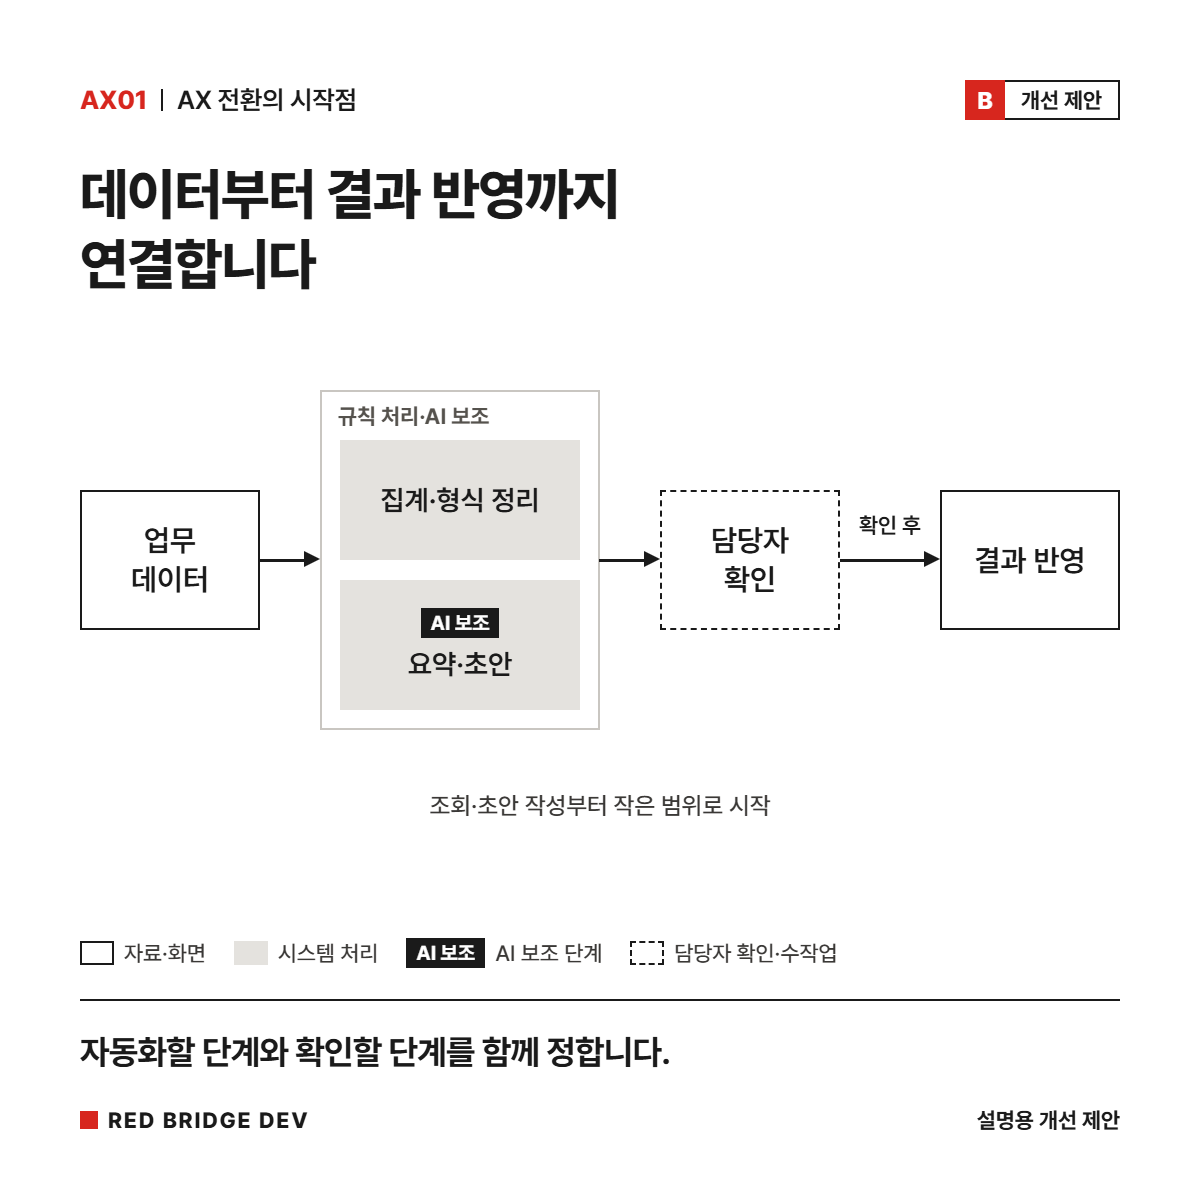 AX01 | AX 전환의 시작점
B 개선 제안
데이터부터 결과 반영까지
연결합니다
규칙 처리·AI 보조
집계·형식 정리
업무
데이터
AI 보조
요약·초안
담당자
확인
확인 후
결과 반영
조회·초안 작성부터 작은 범위로 시작
자료·화면
시스템 처리
AI 보조 AI 보조 단계
담당자 확인·수작업
자동화할 단계와 확인할 단계를 함께 정합니다.
RED BRIDGE DEV
설명용 개선 제안